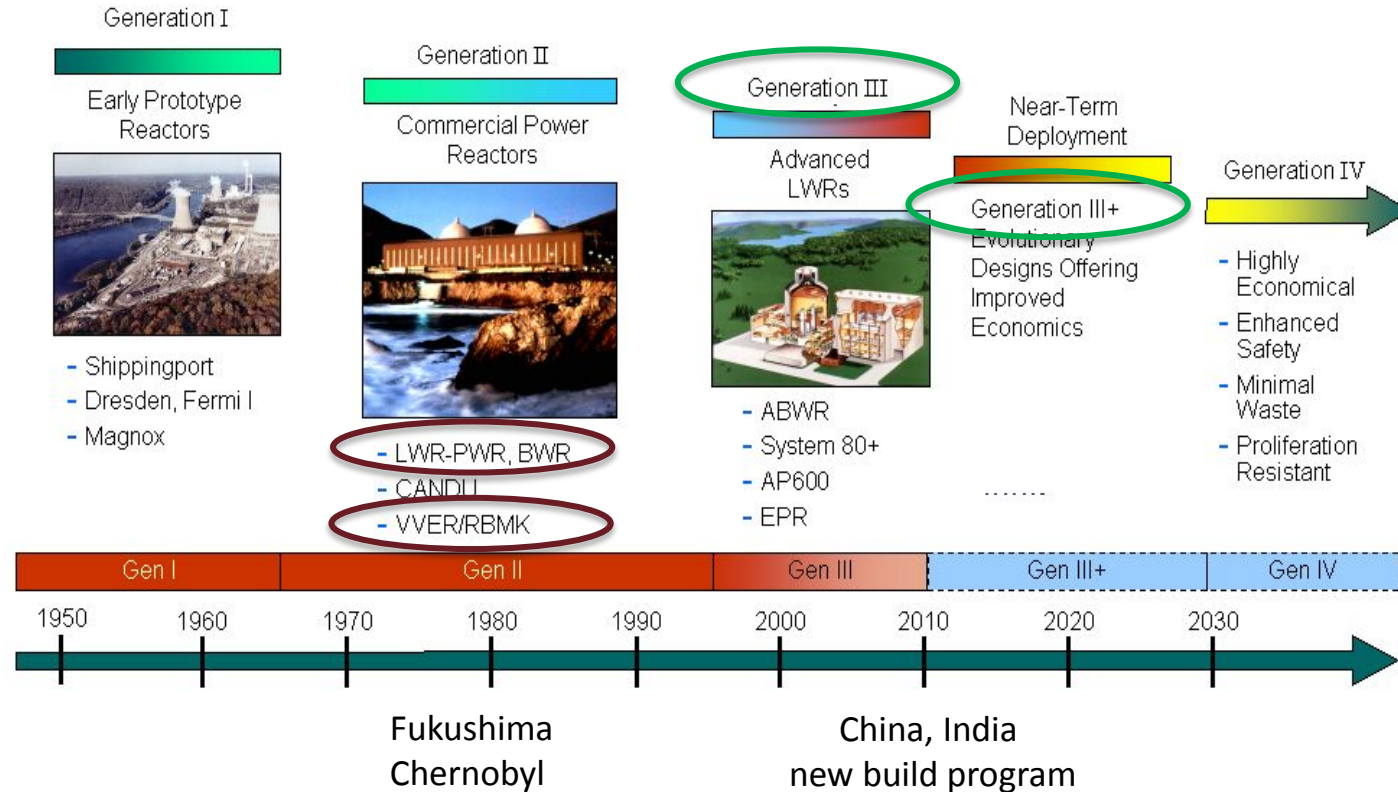 Generation I
Early Prototype
Reactors
- Shippingport
- Dresden, Fermi I
- Magnox
Generation II
Commercial Power
Reactors
- LWR-PWR, BWR
- CANDU
- VVER/RBMK
Generation III
Advanced
LWRs
- ABWR
- System 80+
- AP600
- EPR
Near-Term
Deployment
Generation III+
Evolutionary
Designs Offering
Improved
Economics
.......
Generation IV
- Highly
Economical
- Enhanced
Safety
- Minimal
Waste
- Proliferation
Resistant
Gen I
Gen II
Gen III
Gen III+
Gen IV
1950
1960
1970
1980
1990
2000
2010
2020
2030
Fukushima
Chernobyl
China, India
new build program